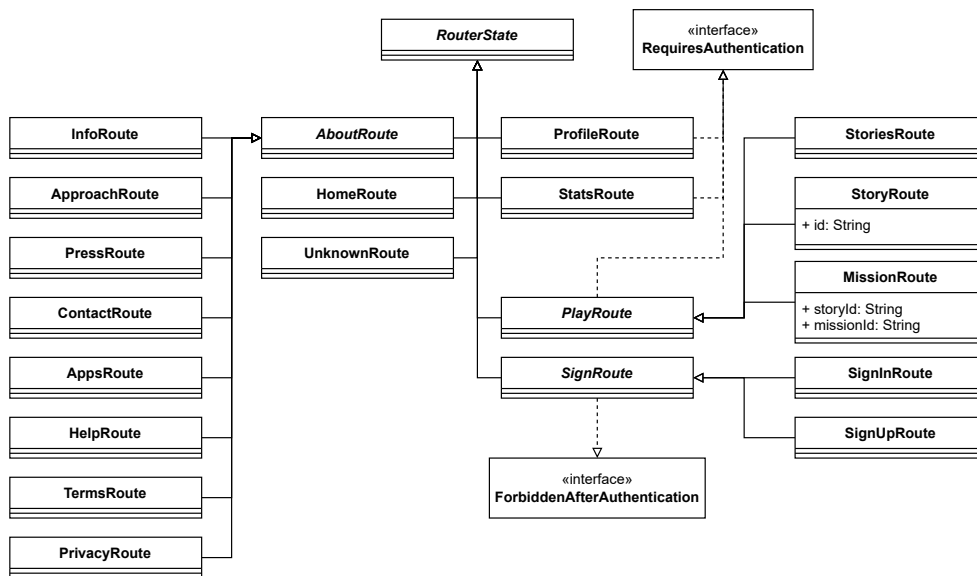 RouterState
«interface»
RequiresAuthentication
InfoRoute
AboutRoute
ProfileRoute
StoriesRoute
ApproachRoute
HomeRoute
StatsRoute
StoryRoute
+ id: String
PressRoute
UnknownRoute
MissionRoute
+ storyId: String
+ missionId: String
ContactRoute
PlayRoute
AppsRoute
SignRoute
SignInRoute
HelpRoute
SignUpRoute
«interface»
ForbiddenAfterAuthentication
TermsRoute
PrivacyRoute